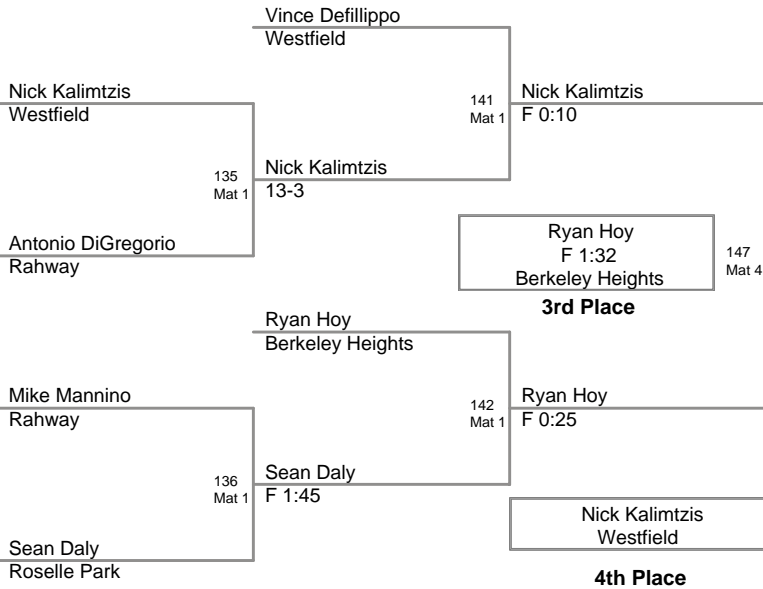 Vince Defillippo
Westfield
Nick Kalimtzis
Westfield
141
Mat 1
Nick Kalimtzis
F 0:10
135
Mat 1
Nick Kalimtzis
13-3
Antonio DiGregorio
Rahway
Ryan Hoy
F 1:32
Berkeley Heights
147
Mat 4
3rd Place
Ryan Hoy
Berkeley Heights
Mike Mannino
Rahway
142
Mat 1
Ryan Hoy
F 0:25
136
Mat 1
Sean Daly
F 1:45
Nick Kalimtzis
Westfield
Sean Daly
Roselle Park
4th Place